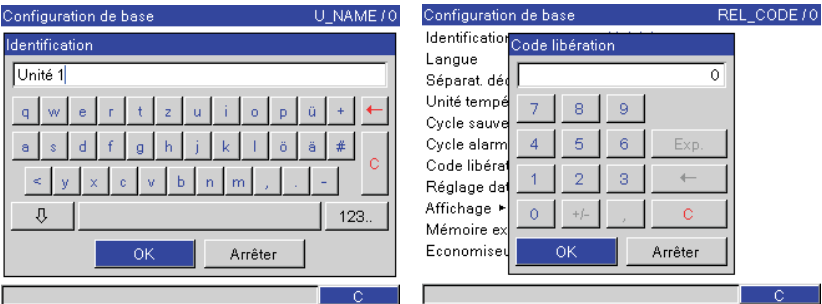 Configuration de base U_NAME / 0
Identification
Unité 1
q w e r t z u i o p ü + ←
a s d f g h j k l ö ä # C
< y x c v b n m , . -
⇩ 123..
OK Arrêter
C
Configuration de base REL_CODE / 0
Identification
Langue
Séparat. déc
Unité tempé
Cycle sauve
Cycle alarm
Code libérat
Réglage dat
Affichage ►
Mémoire ex
Economiseu
Code libération
0
7 8 9
4 5 6 Exp.
1 2 3 ←
0 +/- , C
OK Arrêter
C